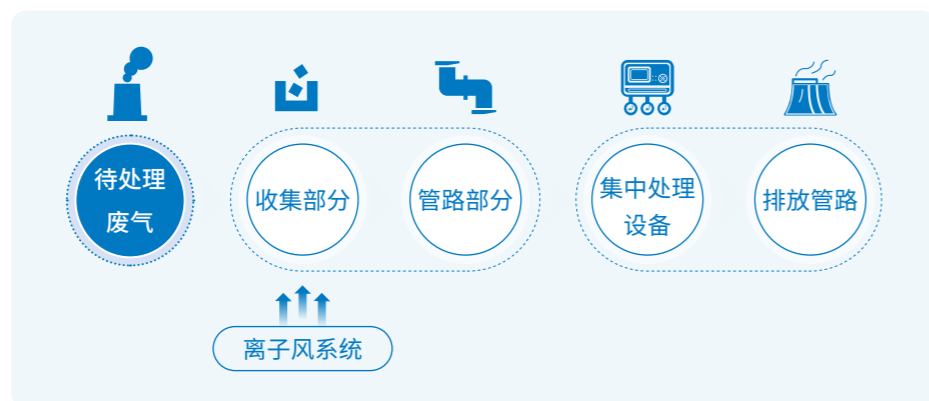 待处理
废气
收集部分
管路部分
集中处理
设备
排放管路
离子风系统